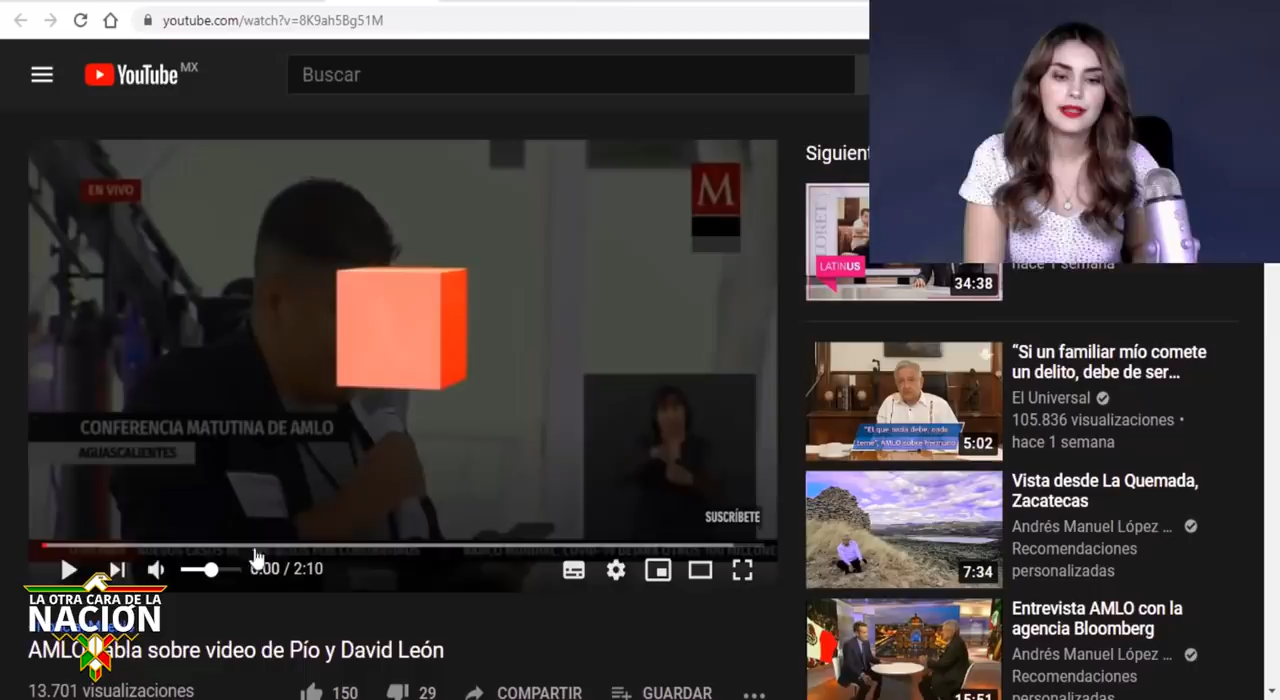 youtube.com/watch?v=8K9ah5Bg51M
YouTube MX
Buscar
EN VIVO
M
CONFERENCIA MATUTINA DE AMLO
AGUASCALIENTES
SUSCRÍBETE
0:00 / 2:10
LA OTRA CARA DE LA
NACIÓN
AMLO habla sobre video de Pío y David León
13.701 visualizaciones
150
29
COMPARTIR
GUARDAR
Siguient
LATINUS
34:38
hace 1 semana
5:02
“Si un familiar mío comete
un delito, debe de ser...
El Universal
105.836 visualizaciones •
hace 1 semana
7:34
Vista desde La Quemada,
Zacatecas
Andrés Manuel López ...
Recomendaciones
personalizadas
15:51
Entrevista AMLO con la
agencia Bloomberg
Andrés Manuel López ...
Recomendaciones
personalizadas